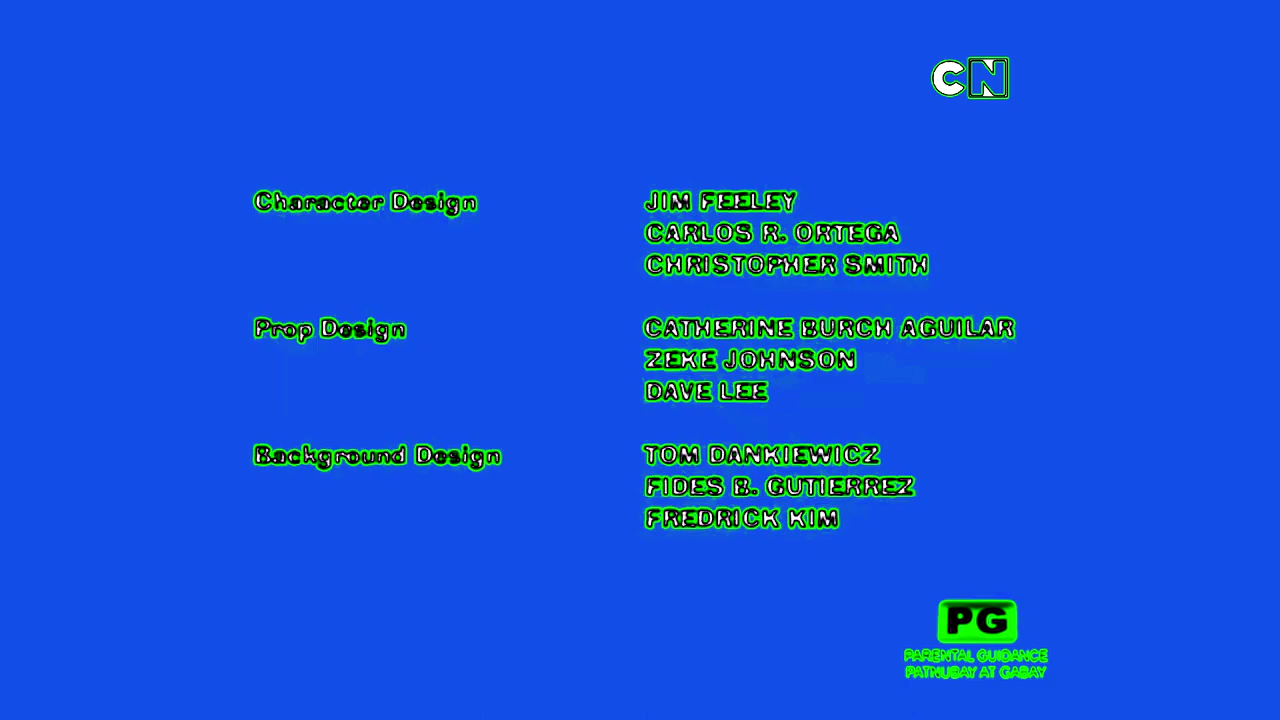 CN
Character Design JIM FEELEY
CARLOS R. ORTEGA
CHRISTOPHER SMITH
Prop Design CATHERINE BURCH AGUILAR
ZEKE JOHNSON
DAVE LEE
Background Design TOM DANKIEWICZ
FIDES B. GUTIERREZ
FREDRICK KIM
PG
PARENTAL GUIDANCE
PATNUBAY AT GABAY